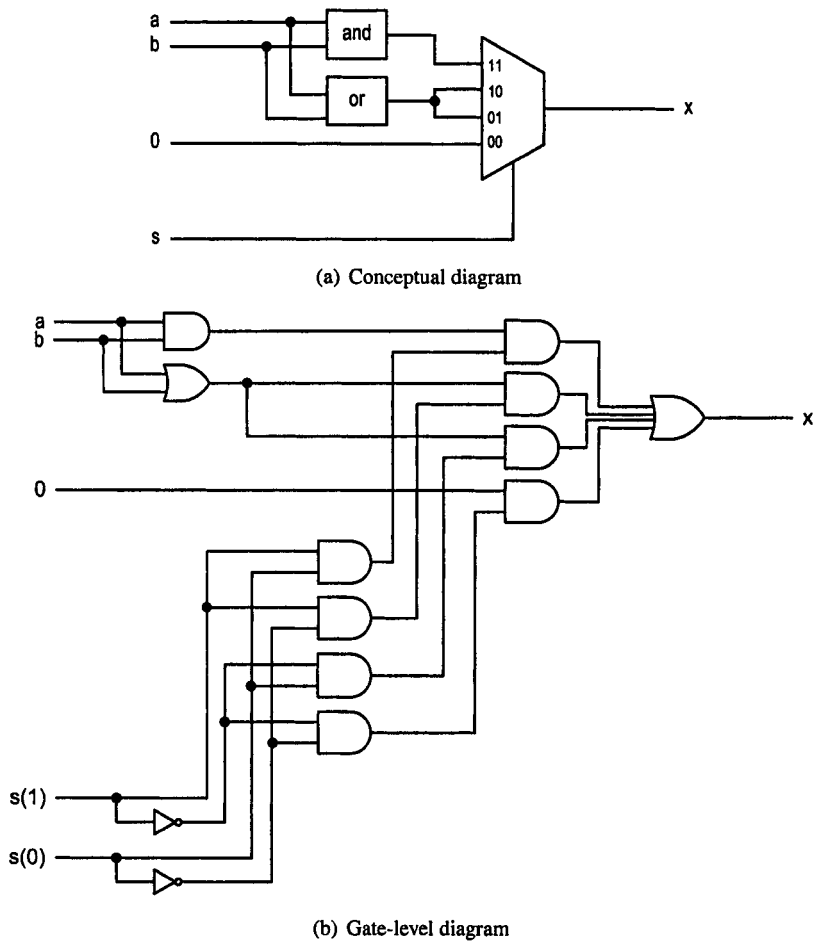 a
b
and
or
11
10
01
00
0
s
x
(a) Conceptual diagram
a
b
0
x
s(1)
s(0)
(b) Gate-level diagram